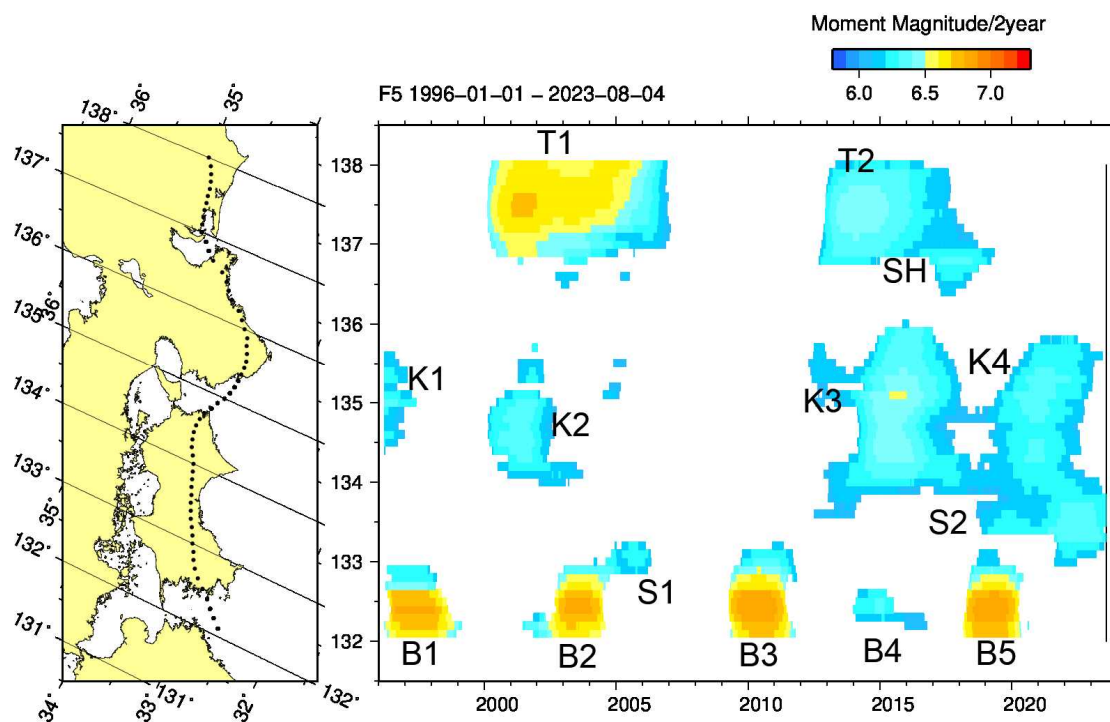 Moment Magnitude/2year
6.0 6.5 7.0
F5 1996-01-01 - 2023-08-04
36°
35°
138°
137°
136°
135°
36°
134°
133°
35°
132°
131°
34°
33°
131°
32°
132°
138
137
136
135
134
133
132
T1
T2
SH
K1
K2
K3
K4
S2
S1
B1
B2
B3
B4
B5
2000 2005 2010 2015 2020